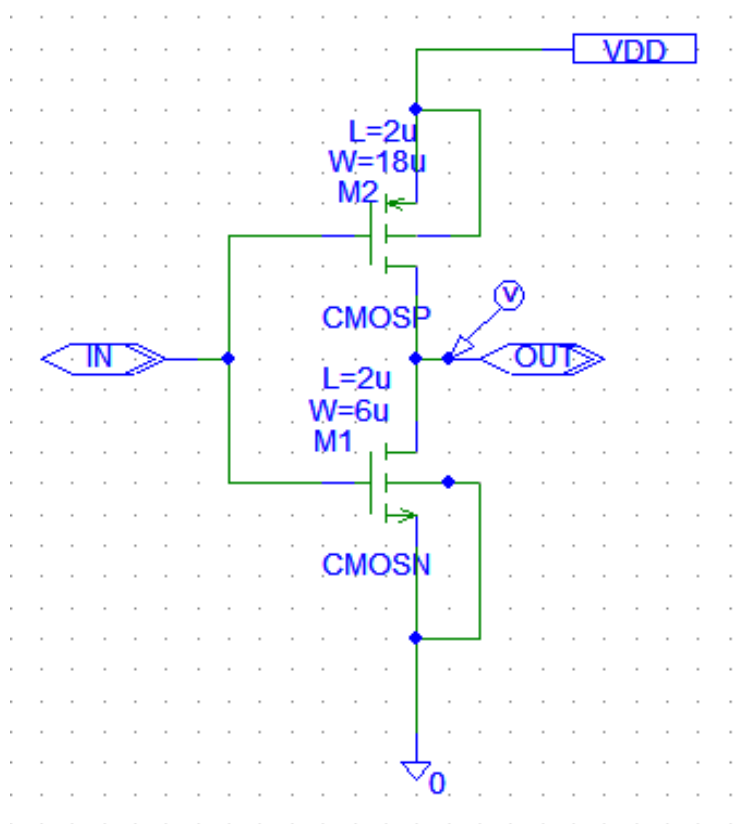 VDD
L=2u
W=18u
M2
CMOSP
V
IN
OUT
L=2u
W=6u
M1
CMOSN
0